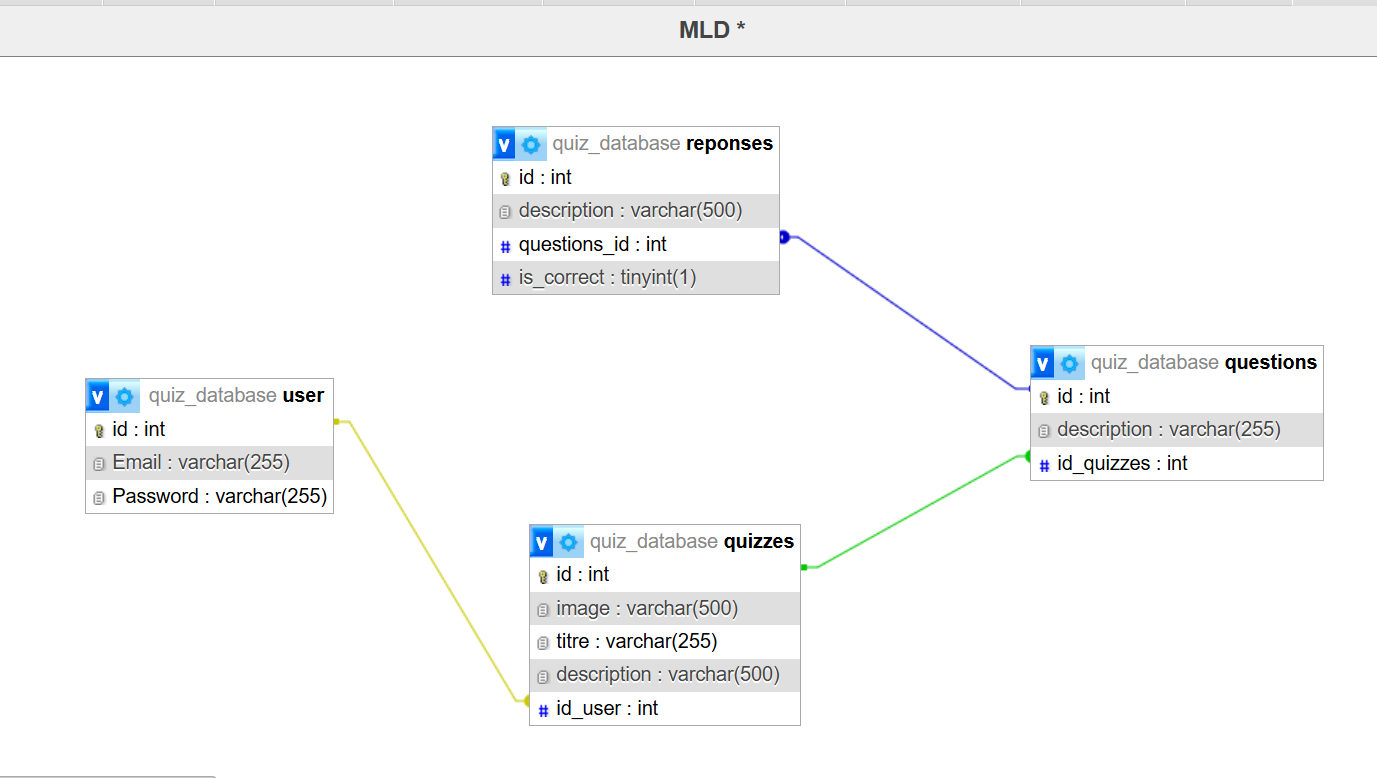 MLD *
v quiz_database reponses
id : int
description : varchar(500)
# questions_id : int
# is_correct : tinyint(1)
v quiz_database questions
id : int
description : varchar(255)
# id_quizzes : int
v quiz_database user
id : int
Email : varchar(255)
Password : varchar(255)
v quiz_database quizzes
id : int
image : varchar(500)
titre : varchar(255)
description : varchar(500)
# id_user : int